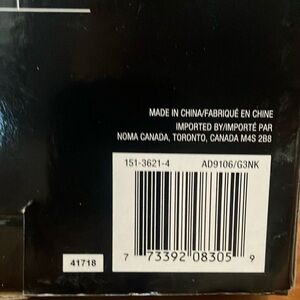 MADE IN CHINA/FABRIQUÉ EN CHINE
IMPORTED BY/IMPORTÉ PAR
NOMA CANADA, TORONTO, CANADA M4S 2B8
151-3621-4 AD9106/G3NK
7 73392 08305 9
41718